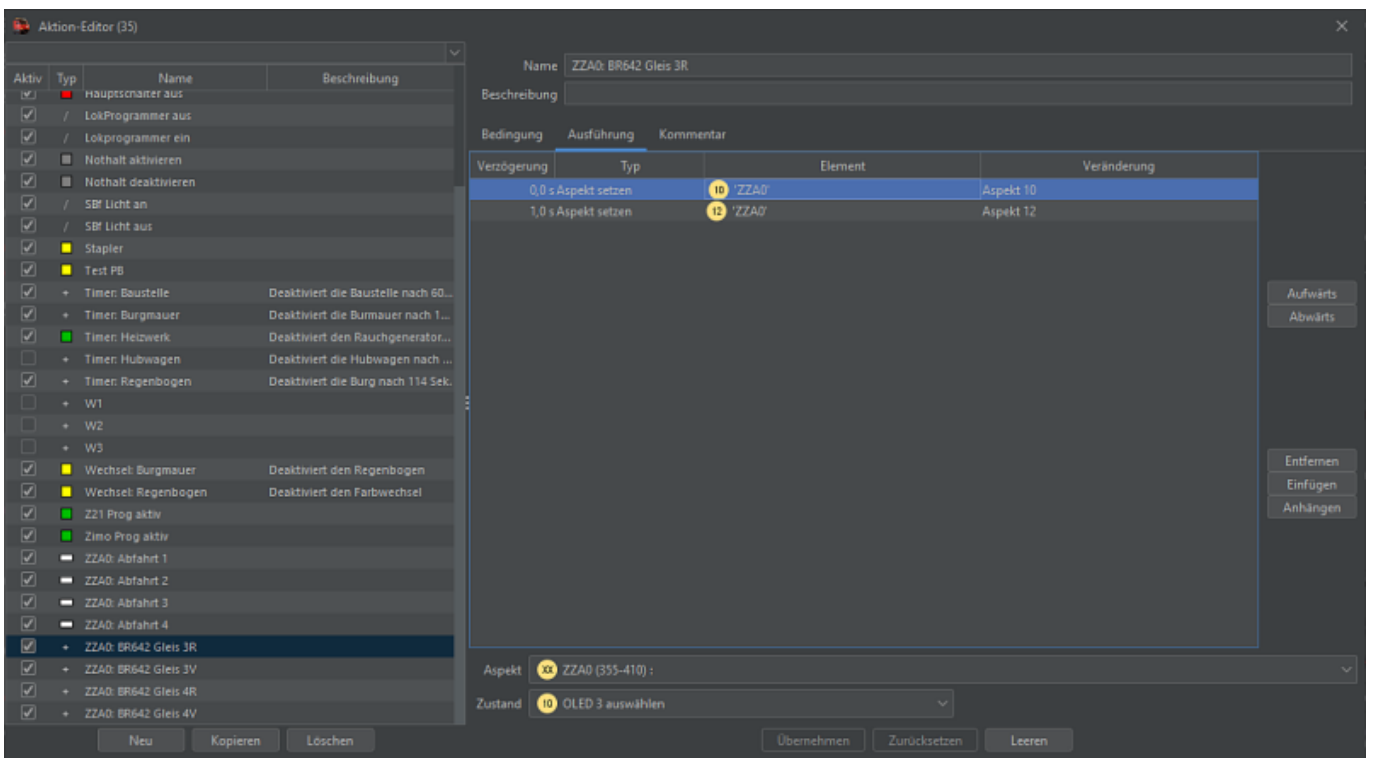 Aktion-Editor (35)
Aktiv Typ Name Beschreibung
Hauptschalter aus
/ LokProgrammer aus
/ Lokprogrammer ein
Nothalt aktivieren
Nothalt deaktivieren
/ SBf Licht an
/ SBf Licht aus
Stapler
Test PB
+ Timer: Baustelle Deaktiviert die Baustelle nach 60...
+ Timer: Burgmauer Deaktiviert die Burmauer nach 1...
Timer: Heizwerk Deaktiviert den Rauchgenerator...
+ Timer: Hubwagen Deaktiviert die Hubwagen nach ...
+ Timer: Regenbogen Deaktiviert die Burg nach 114 Sek.
+ W1
+ W2
+ W3
Wechsel: Burgmauer Deaktiviert den Regenbogen
Wechsel: Regenbogen Deaktiviert den Farbwechsel
Z21 Prog aktiv
Zimo Prog aktiv
ZZA0: Abfahrt 1
ZZA0: Abfahrt 2
ZZA0: Abfahrt 3
ZZA0: Abfahrt 4
+ ZZA0: BR642 Gleis 3R
+ ZZA0: BR642 Gleis 3V
+ ZZA0: BR642 Gleis 4R
+ ZZA0: BR642 Gleis 4V
Neu Kopieren Löschen
Name ZZA0: BR642 Gleis 3R
Beschreibung
Bedingung Ausführung Kommentar
Verzögerung Typ Element Veränderung
0,0 s Aspekt setzen 10 'ZZA0' Aspekt 10
1,0 s Aspekt setzen 12 'ZZA0' Aspekt 12
Aufwärts
Abwärts
Entfernen
Einfügen
Anhängen
Aspekt XX ZZA0 (355-410) :
Zustand 10 OLED 3 auswählen
Übernehmen Zurücksetzen Leeren